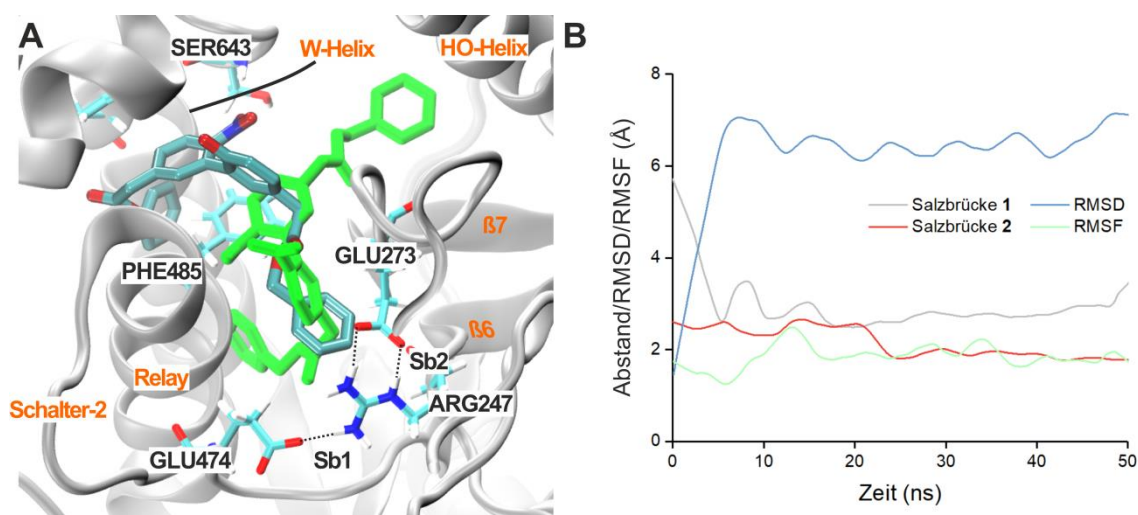 A
SER643
W-Helix
HO-Helix
ß7
GLU273
PHE485
ß6
Sb2
Relay
ARG247
Schalter-2
GLU474
Sb1
B
Abstand/RMSD/RMSF (Å)
8
6
4
2
0
Salzbrücke 1
RMSD
Salzbrücke 2
RMSF
0
10
20
30
40
50
Zeit (ns)